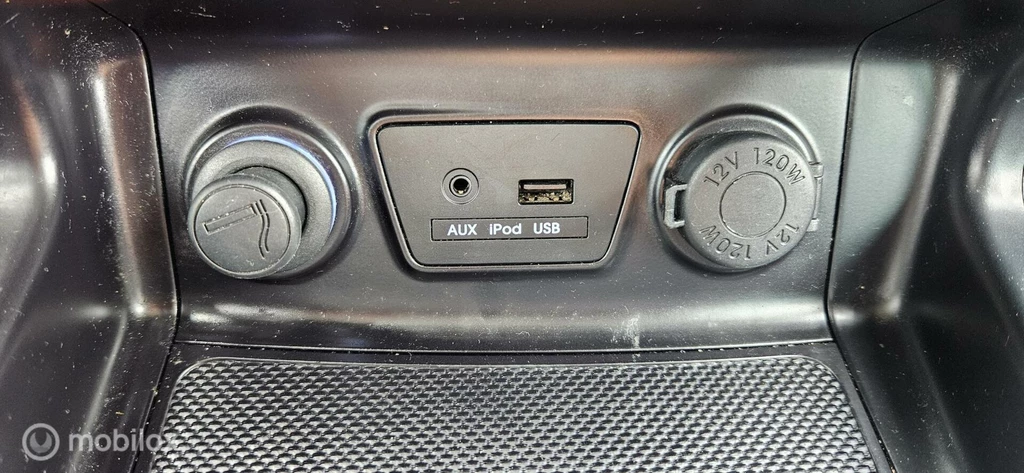 AUX iPod USB
12V 120W
12V 120W
mobilos